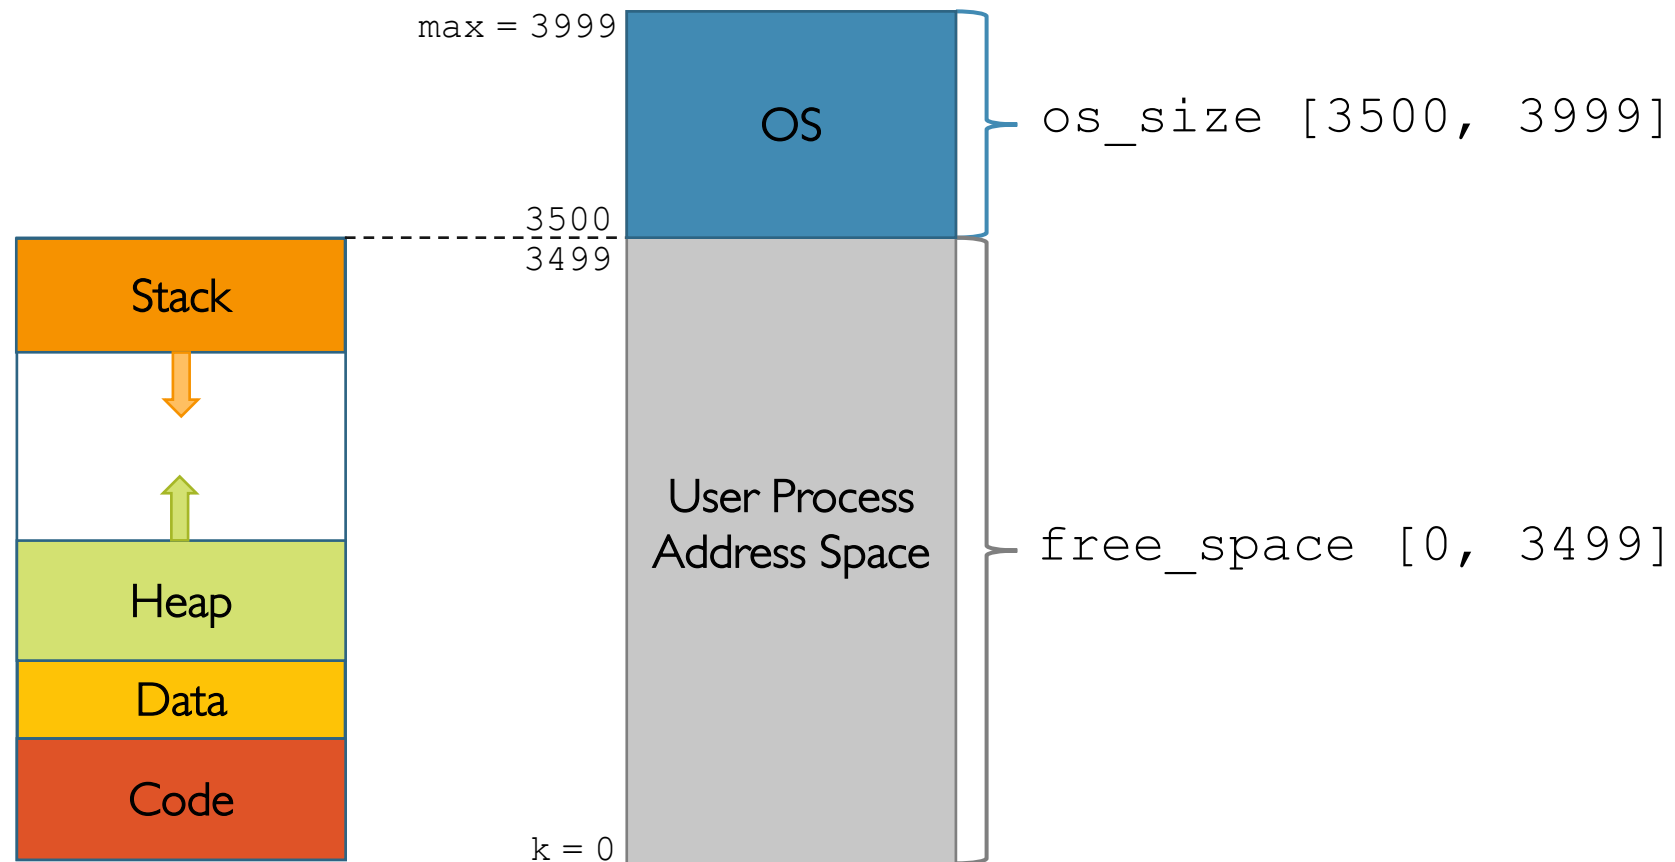 max = 3999
OS
os_size [3500, 3999]
3500
3499
Stack
User Process
Address Space
free_space [0, 3499]
Heap
Data
Code
k = 0